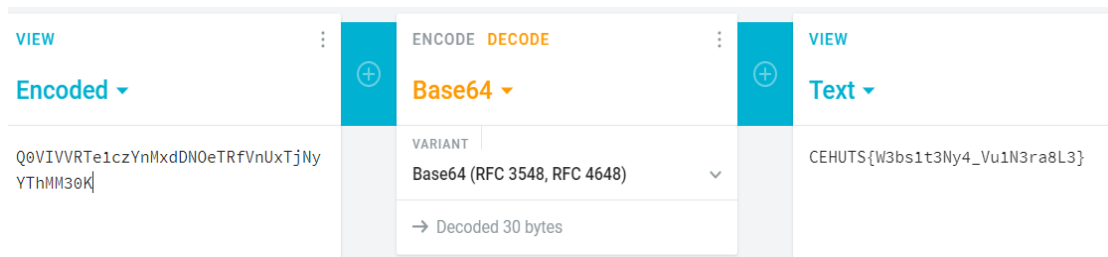 VIEW
Encoded
Q0VIVVRTe1czYnMxdDNOeTRfVnUxTjNy
YThMM30K
ENCODE DECODE
Base64
VARIANT
Base64 (RFC 3548, RFC 4648)
→ Decoded 30 bytes
VIEW
Text
CEHUTS{W3bs1t3Ny4_Vu1N3ra8L3}